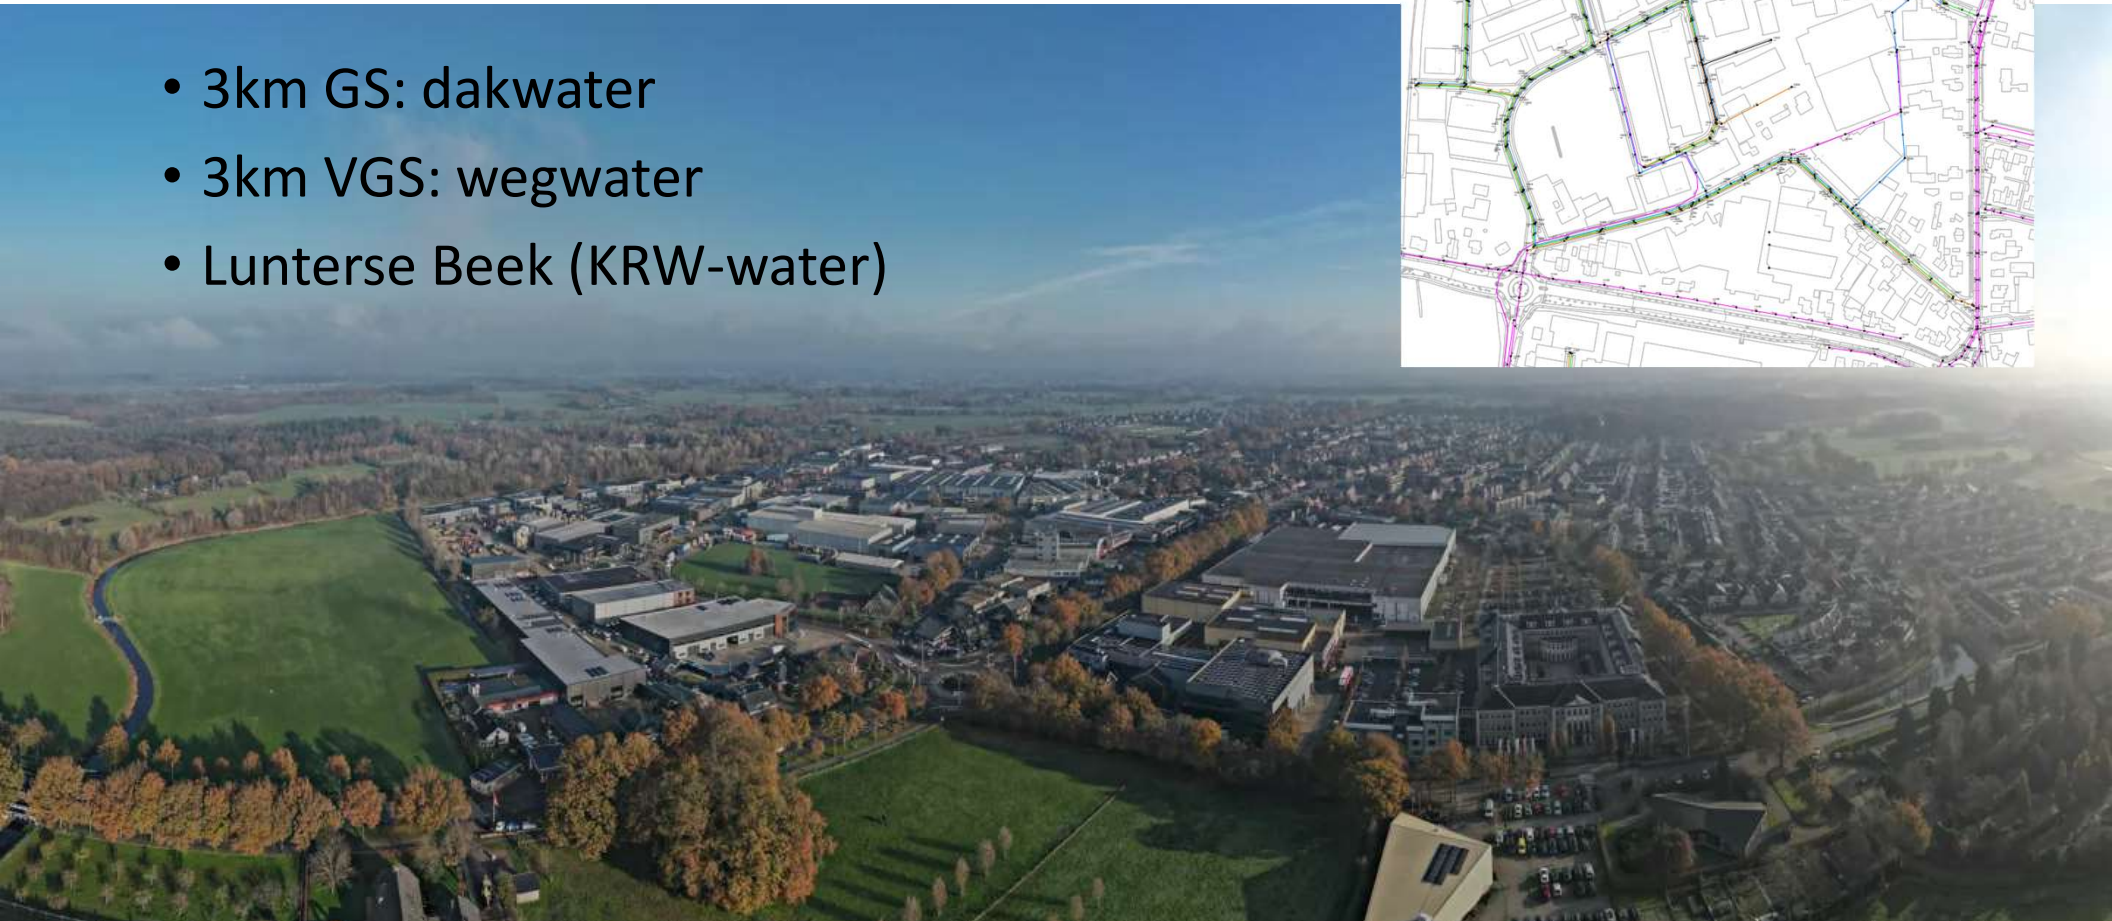 • 3km GS: dakwater
• 3km VGS: wegwater
• Lunterse Beek (KRW-water)